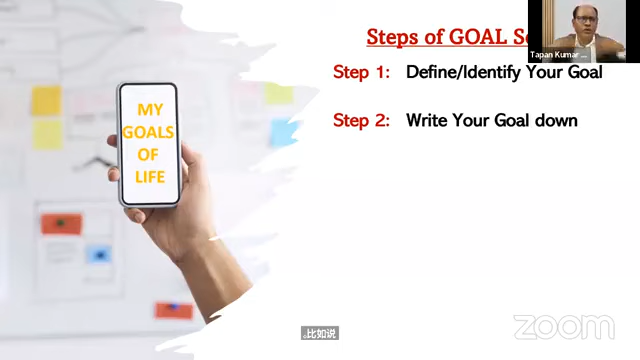 Steps of GOAL Se
Tapan Kumar ...
Step 1: Define/Identify Your Goal
Step 2: Write Your Goal down
MY
GOALS
OF
LIFE
。比如说
zoom